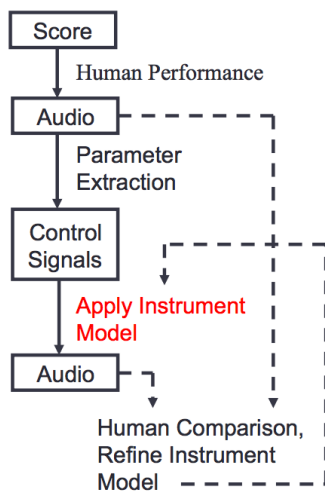 Score
Human Performance
Audio
Parameter
Extraction
Control
Signals
Apply Instrument
Model
Audio
Human Comparison,
Refine Instrument
Model